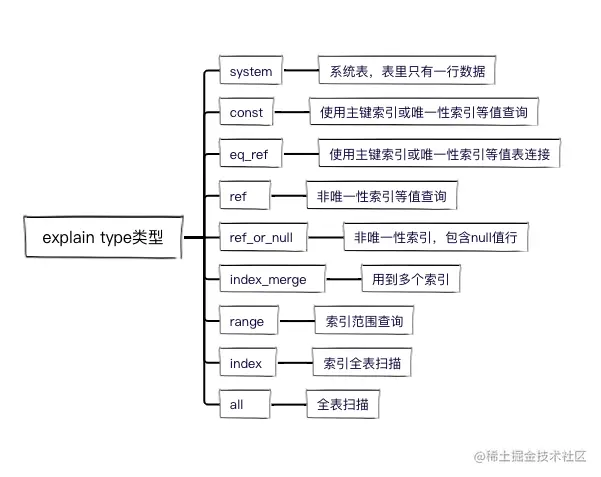 system
系统表，表里只有一行数据
const
使用主键索引或唯一性索引等值查询
eq_ref
使用主键索引或唯一性索引等值表连接
ref
非唯一性索引等值查询
explain type类型
ref_or_null
非唯一性索引，包含null值行
index_merge
用到多个索引
range
索引范围查询
index
索引全表扫描
all
全表扫描
@稀土掘金技术社区